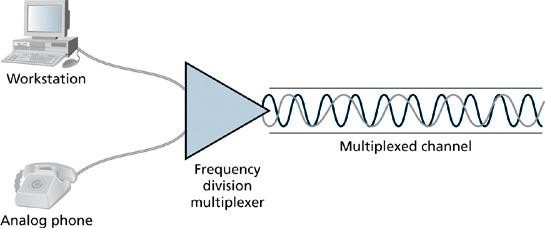 Workstation
Analog phone
Frequency
division
multiplexer
Multiplexed channel